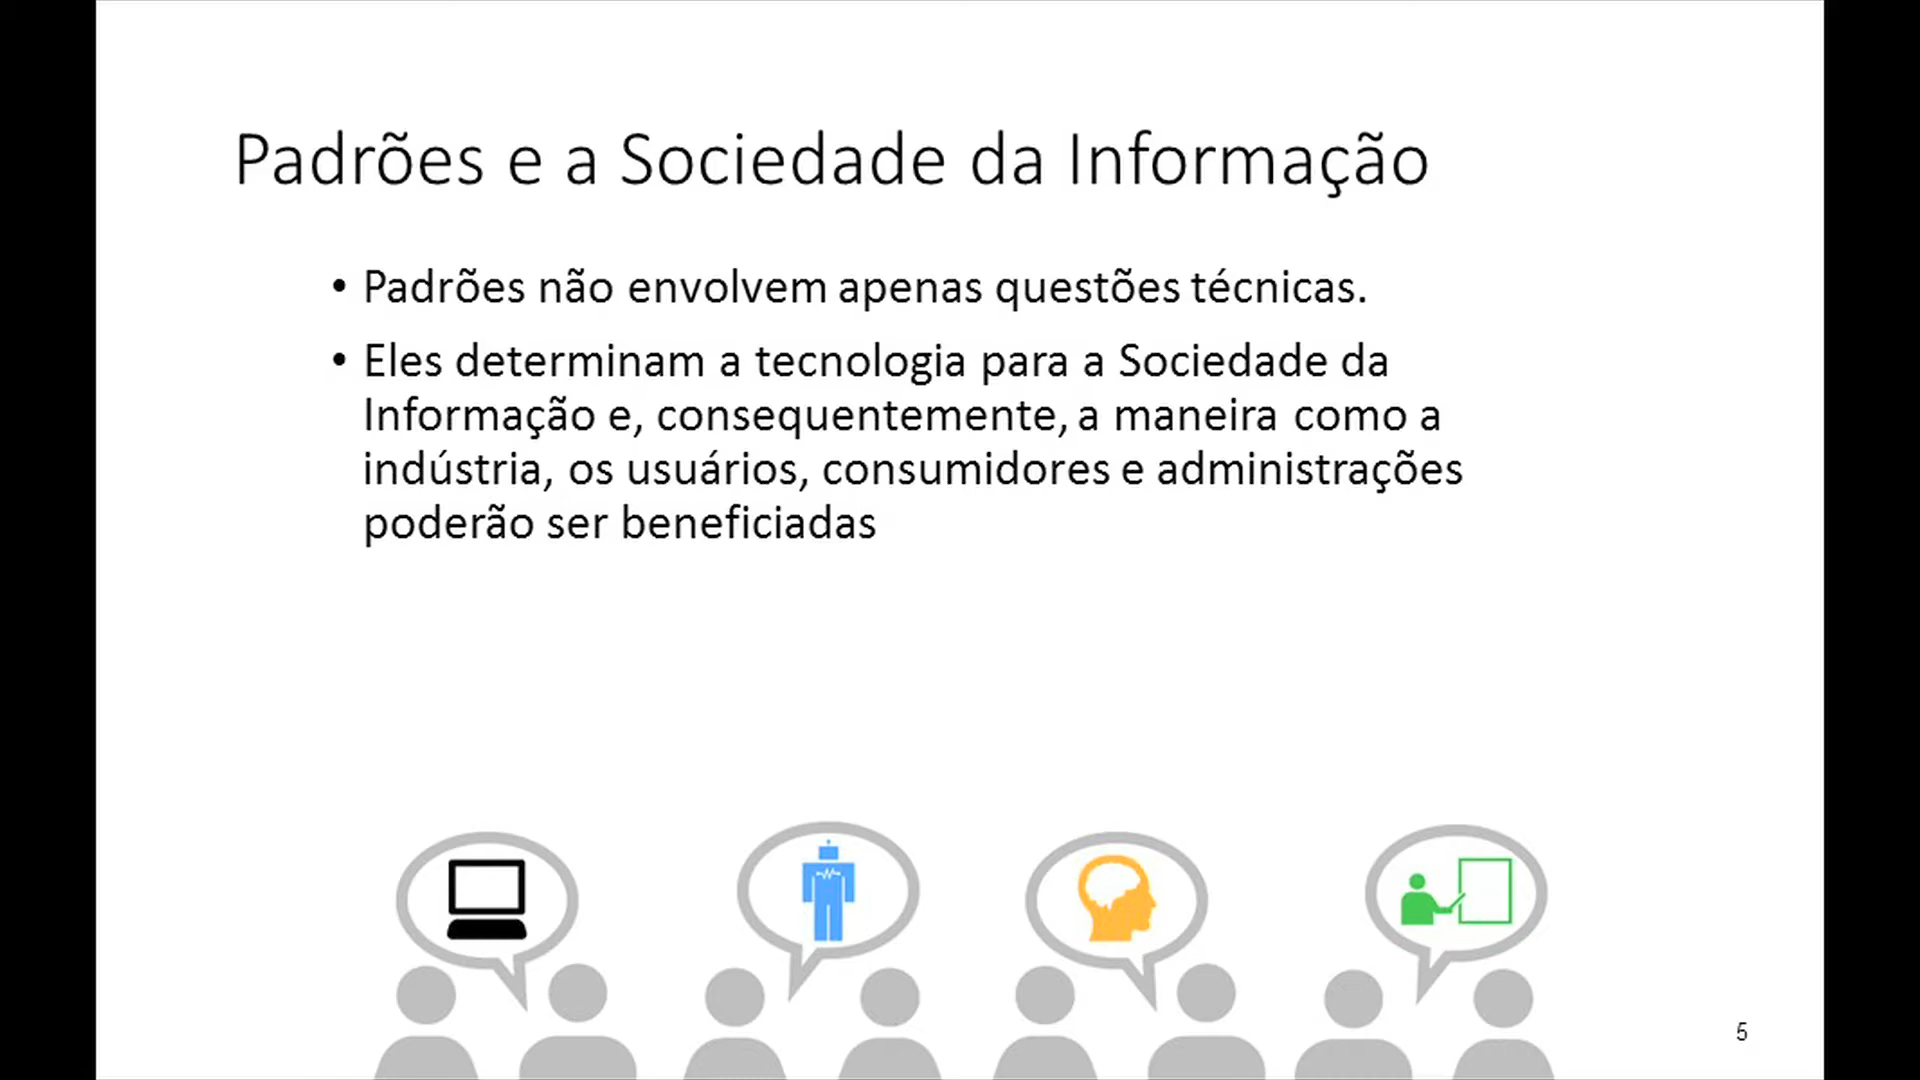 Padrões e a Sociedade da Informação
• Padrões não envolvem apenas questões técnicas.
• Eles determinam a tecnologia para a Sociedade da
Informação e, consequentemente, a maneira como a
indústria, os usuários, consumidores e administrações
poderão ser beneficiadas
5